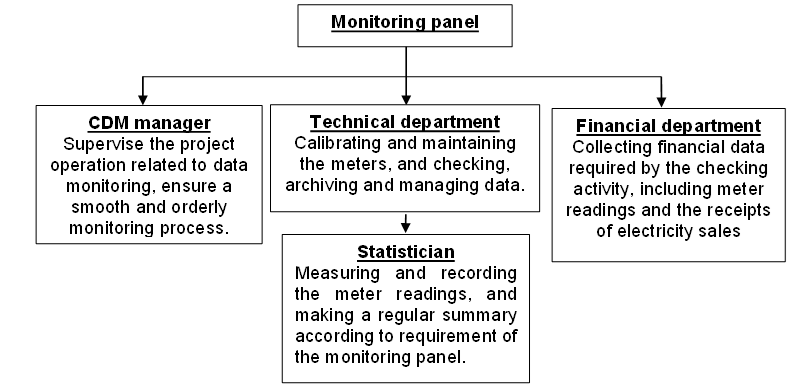 Monitoring panel
CDM manager
Supervise the project
operation related to data
monitoring, ensure a
smooth and orderly
monitoring process.
Technical department
Calibrating and maintaining
the meters, and checking,
archiving and managing data.
Financial department
Collecting financial data
required by the checking
activity, including meter
readings and the receipts
of electricity sales
Statistician
Measuring and recording
the meter readings, and
making a regular summary
according to requirement of
the monitoring panel.